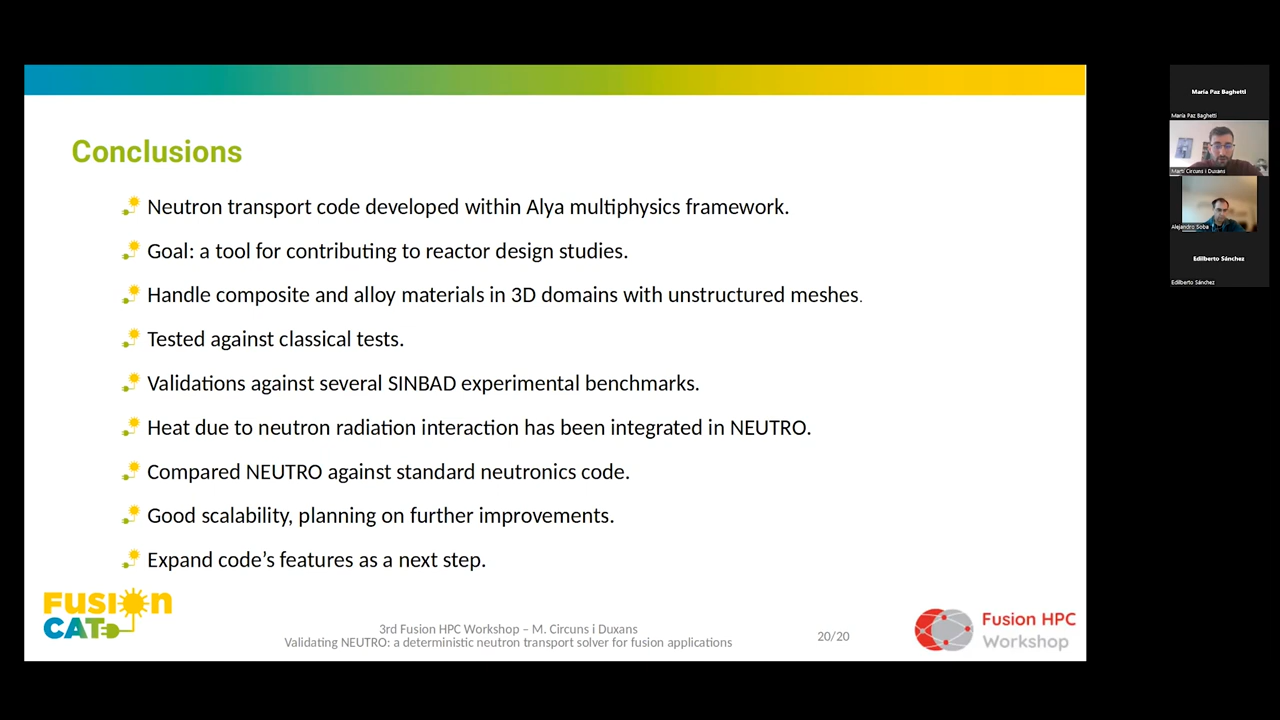 Conclusions
Neutron transport code developed within Alya multiphysics framework.
Goal: a tool for contributing to reactor design studies.
Handle composite and alloy materials in 3D domains with unstructured meshes.
Tested against classical tests.
Validations against several SINBAD experimental benchmarks.
Heat due to neutron radiation interaction has been integrated in NEUTRO.
Compared NEUTRO against standard neutronics code.
Good scalability, planning on further improvements.
Expand code’s features as a next step.
FUSION
CAT
3rd Fusion HPC Workshop – M. Circuns i Duxans
Validating NEUTRO: a deterministic neutron transport solver for fusion applications
20/20
Fusion HPC
Workshop
María Paz Baghetti
María Paz Baghetti
Martí Circuns i Duxans
Alejandro Soba
Edilberto Sánchez
Edilberto Sánchez